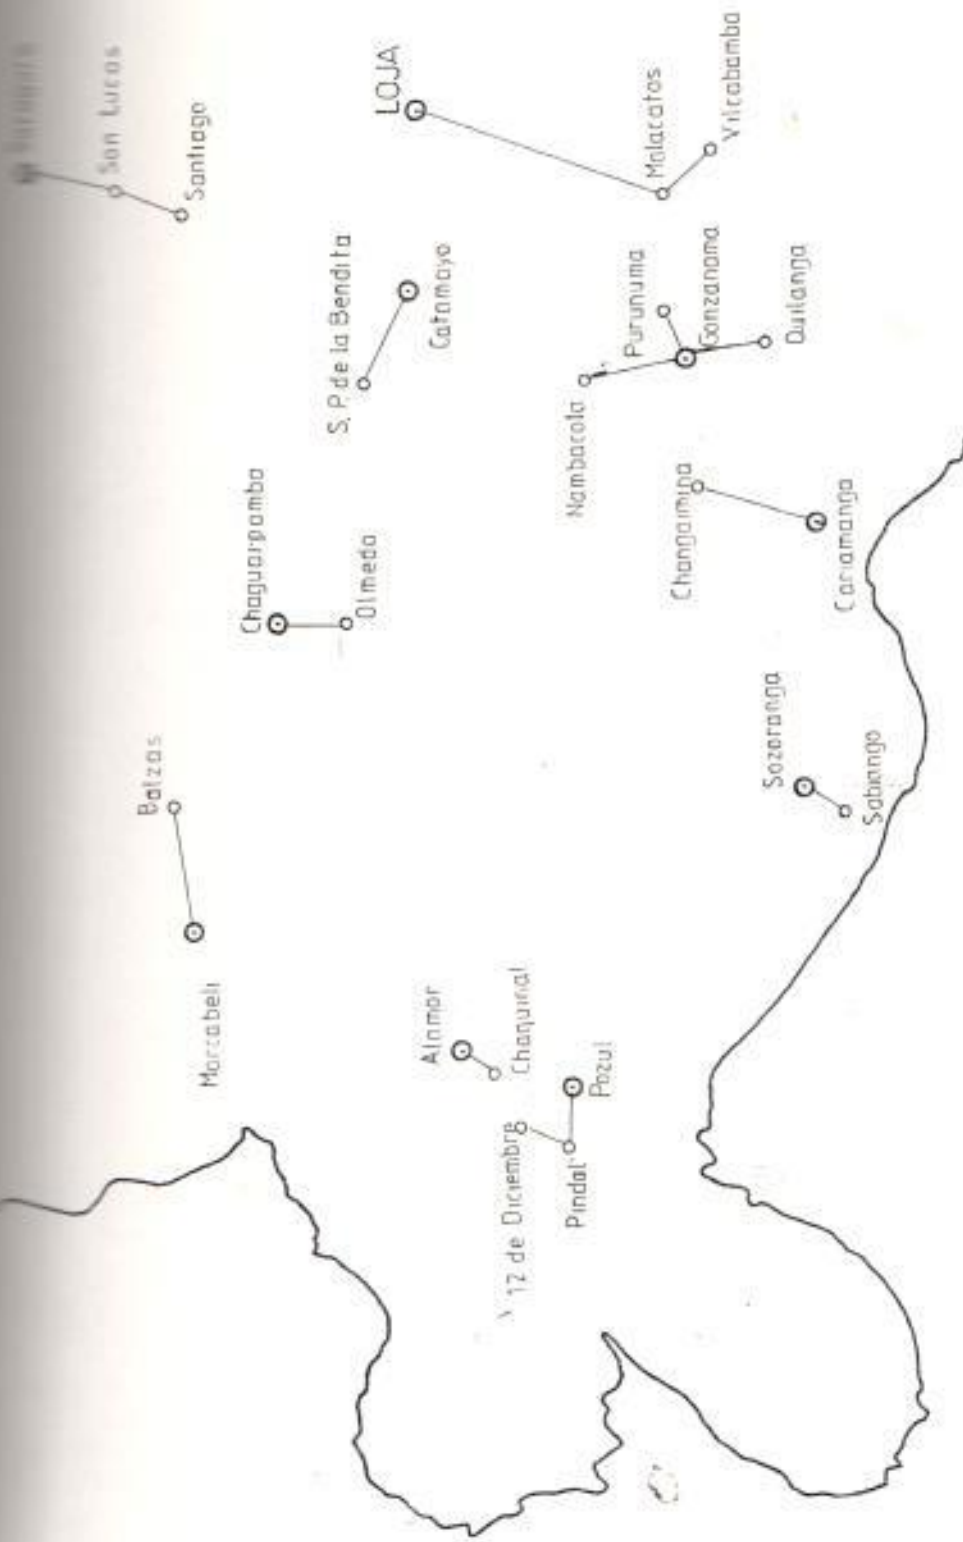 San Lucas
Santiago
LOJA
Malacatos
Vilcabamba
S. P. de la Bendita
Catamayo
Purunuma
Gonzanama
Quilanga
Nambacola
Changaimina
Cariamanga
Chaguarpamba
Olmedo
Sozoranga
Sabiango
Balzas
Marcabeli
Alamor
Chaquinal
12 de Diciembre
Pindal
Pozul